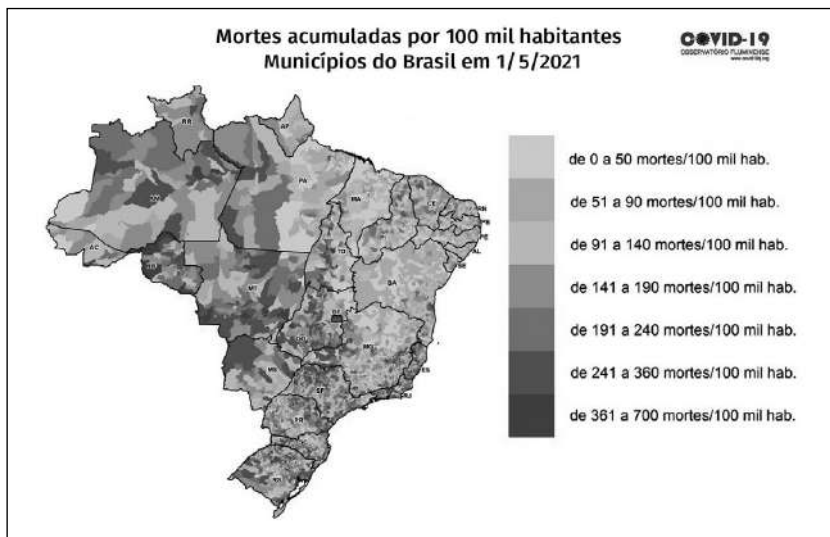 Mortes acumuladas por 100 mil habitantes
Municípios do Brasil em 1/5/2021
COVID-19
OBSERVATÓRIO FLUMINENSE
de 0 a 50 mortes/100 mil hab.
de 51 a 90 mortes/100 mil hab.
de 91 a 140 mortes/100 mil hab.
de 141 a 190 mortes/100 mil hab.
de 191 a 240 mortes/100 mil hab.
de 241 a 360 mortes/100 mil hab.
de 361 a 700 mortes/100 mil hab.
RR
AP
AM
PA
MA
CE
RN
PB
PE
AL
SE
AC
TO
BA
MT
GO
MG
ES
MS
SP
RJ
PR
RS